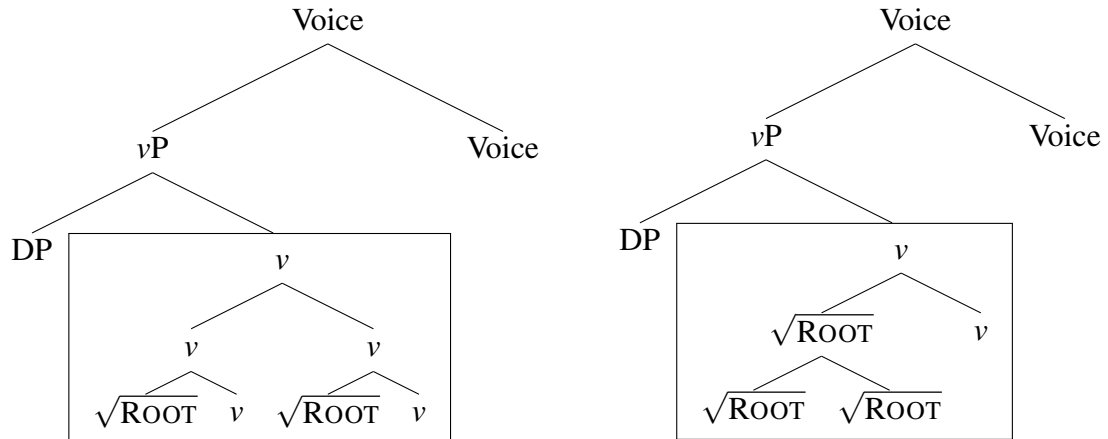 Voice Voice
vP Voice vP Voice
DP DP
v v
v v √ROOT v
√ROOT v √ROOT v √ROOT √ROOT